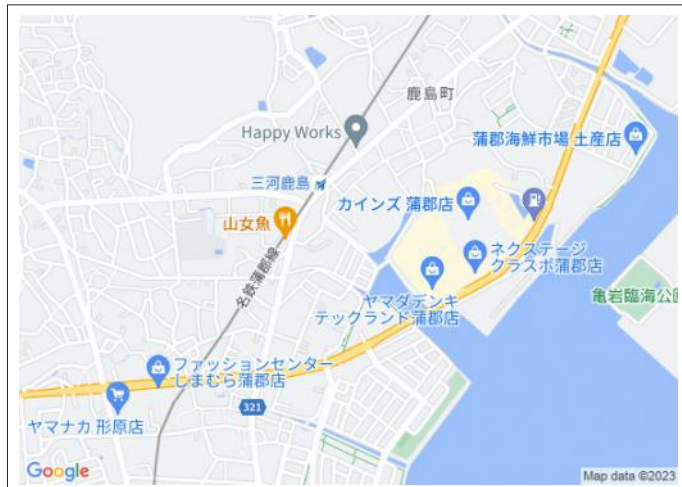 鹿島町
Happy Works
蒲郡海鮮市場 土産店
三河鹿島
カインズ 蒲郡店
山女魚
名鉄蒲郡線
ネクステージ
クラスポ蒲郡店
ヤマダデンキ
テックランド蒲郡店
亀岩臨海公園
ファッションセンター
しまむら蒲郡店
321
ヤマナカ 形原店
Google
Map data ©2023